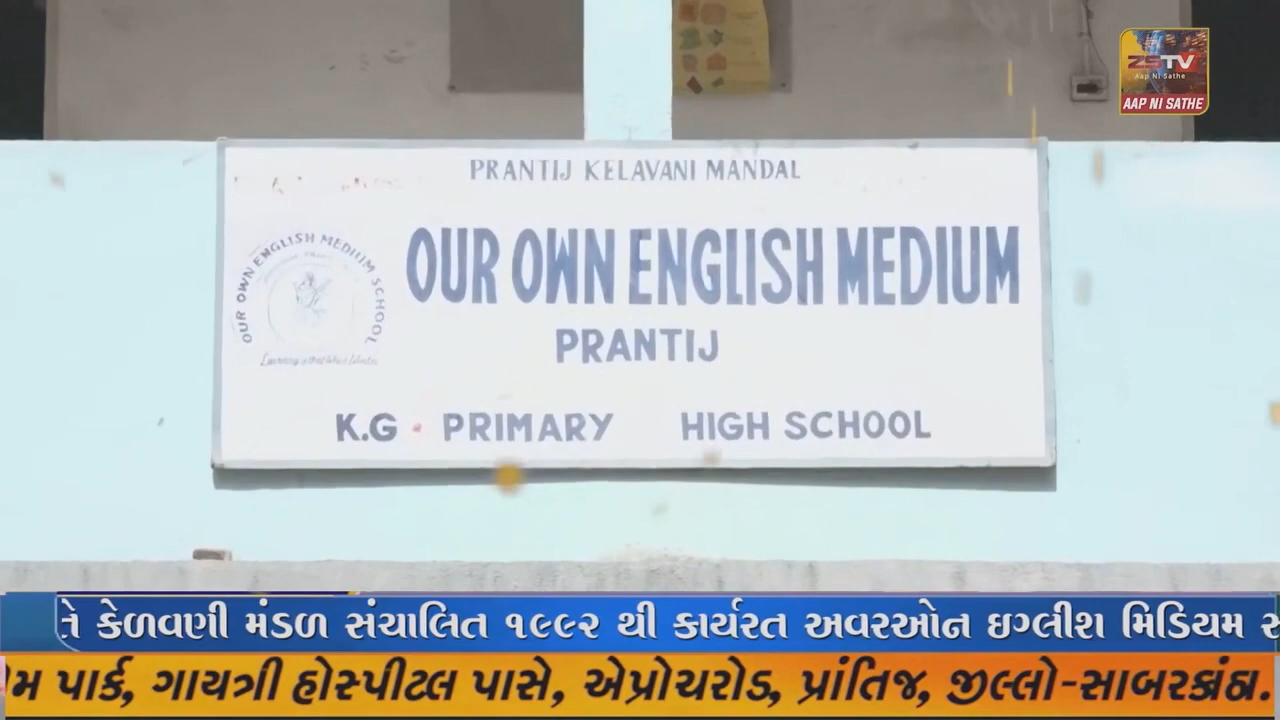 ZSTV
Aap Ni Sathe
AAP NI SATHE
PRANTIJ KELAVANI MANDAL
OUR OWN ENGLISH MEDIUM SCHOOL
OUR OWN ENGLISH MEDIUM
PRANTIJ
K.G • PRIMARY HIGH SCHOOL
કેળવણી મંડળ સંચાલિત ૧૯૯૨ થી કાર્યરત અવરઓન ઇગ્લીશ મિડિયમ
પાર્ક, ગાયત્રી હોસ્પીટલ પાસે, એપ્રોચરોડ, પ્રાંતિજ, જીલ્લો-સાબરકાંઠા.